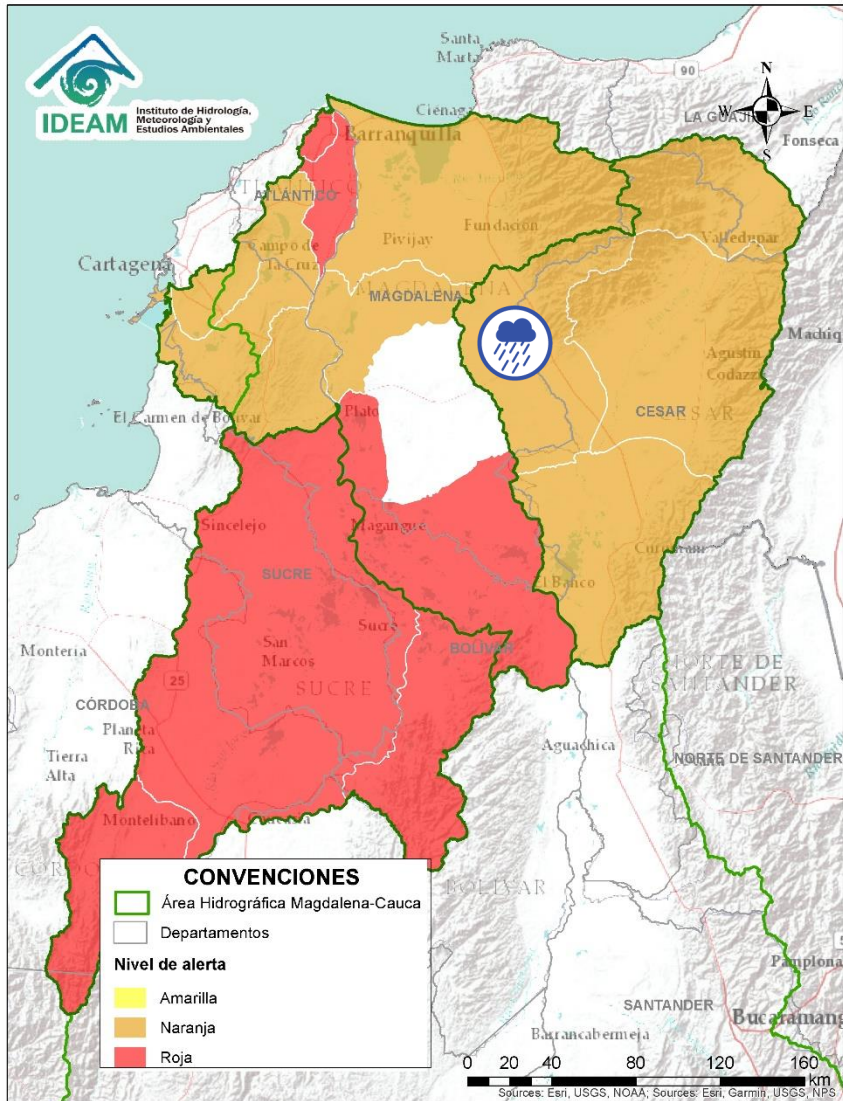 IDEAM
Instituto de Hidrología,
Meteorología y
Estudios Ambientales
Santa
Marta
90
N
W
E
S
LA GUAJIRA
Fonseca
Ciénaga
Barranquilla
ATLÁNTICO
Campo de
la Cruz
Pivijay
Fundación
Valledupar
Cartagena
MAGDALENA
MAGDALENA
Agustín
Codazzi
CESAR
El Carmen de Bolívar
Plato
Sincelejo
Magangué
SUCRE
El Banco
Montería
San
Marcos
Sucre
BOLÍVAR
25
SUCRE
CÓRDOBA
Planeta
Rica
Tierra
Alta
NORTE DE
SANTANDER
Aguachica
NORTE DE SANTANDER
Montelibano
BOLÍVAR
CONVENCIONES
Área Hidrográfica Magdalena-Cauca
Departamentos
Nivel de alerta
Amarilla
Naranja
Roja
Pamplona
SANTANDER
Bucaramang
Barrancabermeja
0 20 40 80 120 160
km
Sources: Esri, USGS, NOAA; Sources: Esri, Garmin, USGS, NPS